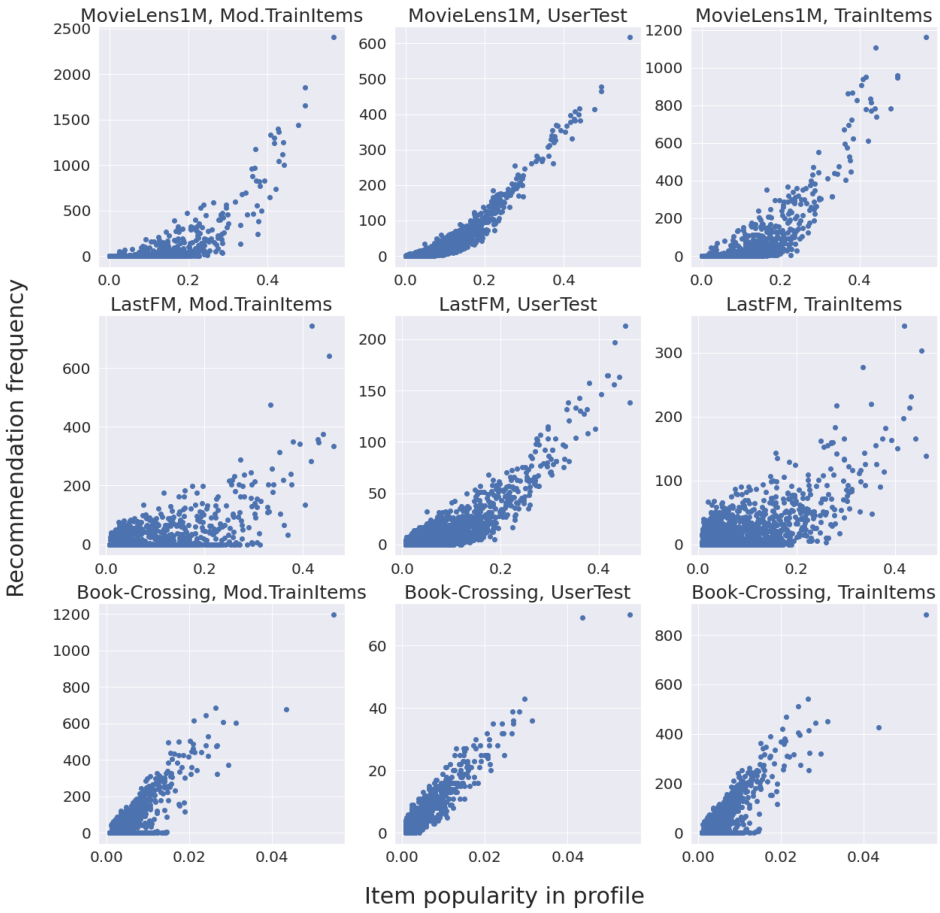 MovieLens1M, Mod.TrainItems
MovieLens1M, UserTest
MovieLens1M, TrainItems
2500
2000
1500
1000
500
0
0.0 0.2 0.4
600
500
400
300
200
100
0
0.0 0.2 0.4
1200
1000
800
600
400
200
0
0.0 0.2 0.4
LastFM, Mod.TrainItems
LastFM, UserTest
LastFM, TrainItems
600
400
200
0
0.0 0.2 0.4
200
150
100
50
0
0.0 0.2 0.4
300
200
100
0
0.0 0.2 0.4
Book-Crossing, Mod.TrainItems
Book-Crossing, UserTest
Book-Crossing, TrainItems
1200
1000
800
600
400
200
0
0.00 0.02 0.04
60
40
20
0
0.00 0.02 0.04
800
600
400
200
0
0.00 0.02 0.04
Recommendation frequency
Item popularity in profile